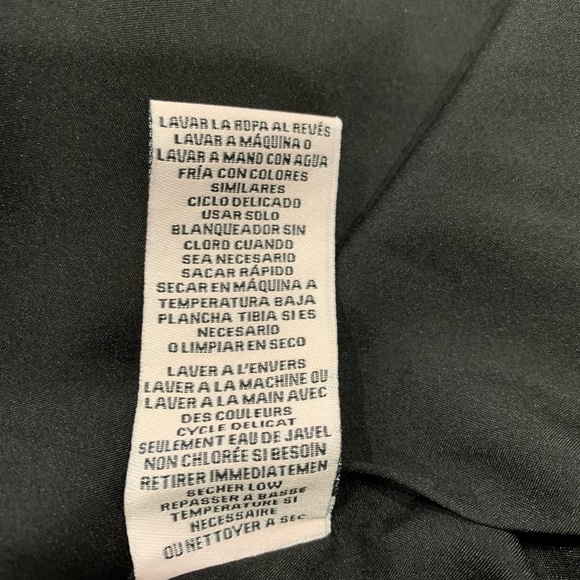 LAVAR LA ROPA AL REVÉS
LAVAR A MÁQUINA O
LAVAR A MANO CON AGUA
FRÍA CON COLORES
SIMILARES
CICLO DELICADO
USAR SOLO
BLANQUEADOR SIN
CLORO CUANDO
SEA NECESARIO
SACAR RÁPIDO
SECAR EN MÁQUINA A
TEMPERATURA BAJA
PLANCHA TIBIA SI ES
NECESARIO
O LIMPIAR EN SECO
LAVER A L'ENVERS
LAVER A LA MACHINE OU
LAVER A LA MAIN AVEC
DES COULEURS
CYCLE DELICAT
SEULEMENT EAU DE JAVEL
NON CHLORÉE SI BESOIN
RETIRER IMMEDIATEMEN
SECHER LOW
REPASSER A BASSE
TEMPERATURE SI
NECESSAIRE
OU NETTOYER A SEC